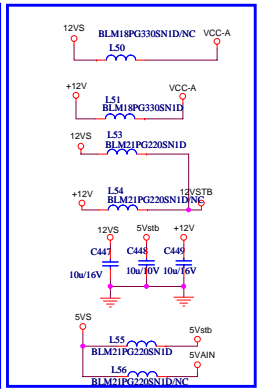 BLM18PG330SN1D/NC
12VS
VCC-A
L50
+12V
VCC-A
L51
BLM18PG330SN1D
12VS
L53
BLM21PG220SN1D
+12V
L54
12VSTB
BLM21PG220SN1D/NC
12VS
5Vstb
+12V
C447
C448
C449
10u/16V
10u/10V
10u/16V
5VS
5Vstb
L55
BLM21PG220SN1D
5VAIN
L56
BLM21PG220SN1D/NC